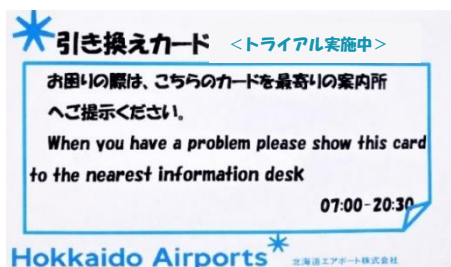 引き換えカード <トライアル実施中>
お困りの際は、こちらのカードを最寄りの案内所
へご提示ください。
When you have a problem please show this card
to the nearest information desk
07:00-20:30
Hokkaido Airports 北海道エアポート株式会社